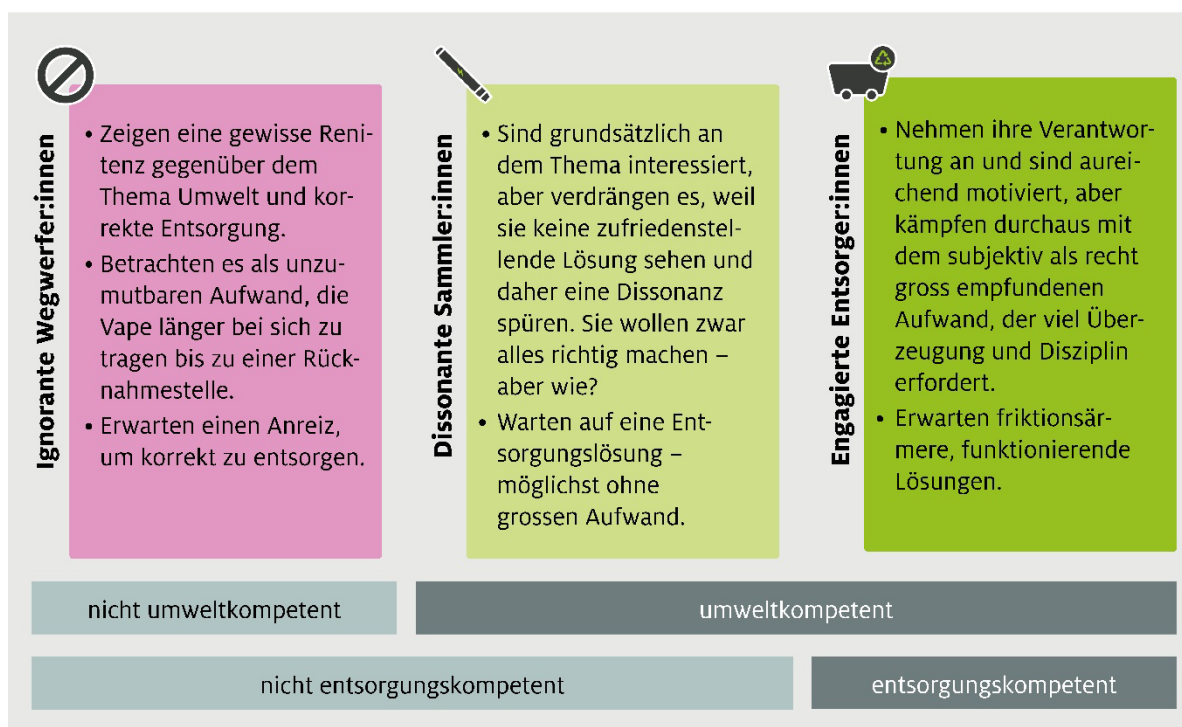 Ignorante Wegwerfer:innen
• Zeigen eine gewisse Reni-
tenz gegenüber dem
Thema Umwelt und kor-
rekte Entsorgung.
• Betrachten es als unzu-
mutbaren Aufwand, die
Vape länger bei sich zu
tragen bis zu einer Rück-
nahmestelle.
• Erwarten einen Anreiz,
um korrekt zu entsorgen.
Dissonante Sammler:innen
• Sind grundsätzlich an
dem Thema interessiert,
aber verdrängen es, weil
sie keine zufriedenstel-
lende Lösung sehen und
daher eine Dissonanz
spüren. Sie wollen zwar
alles richtig machen –
aber wie?
• Warten auf eine Ent-
sorgungslösung –
möglichst ohne
grossen Aufwand.
Engagierte Entsorger:innen
• Nehmen ihre Verantwor-
tung an und sind aurei-
chend motiviert, aber
kämpfen durchaus mit
dem subjektiv als recht
gross empfundenen
Aufwand, der viel Über-
zeugung und Disziplin
erfordert.
• Erwarten friktionsär-
mere, funktionierende
Lösungen.
nicht umweltkompetent
umweltkompetent
nicht entsorgungskompetent
entsorgungskompetent